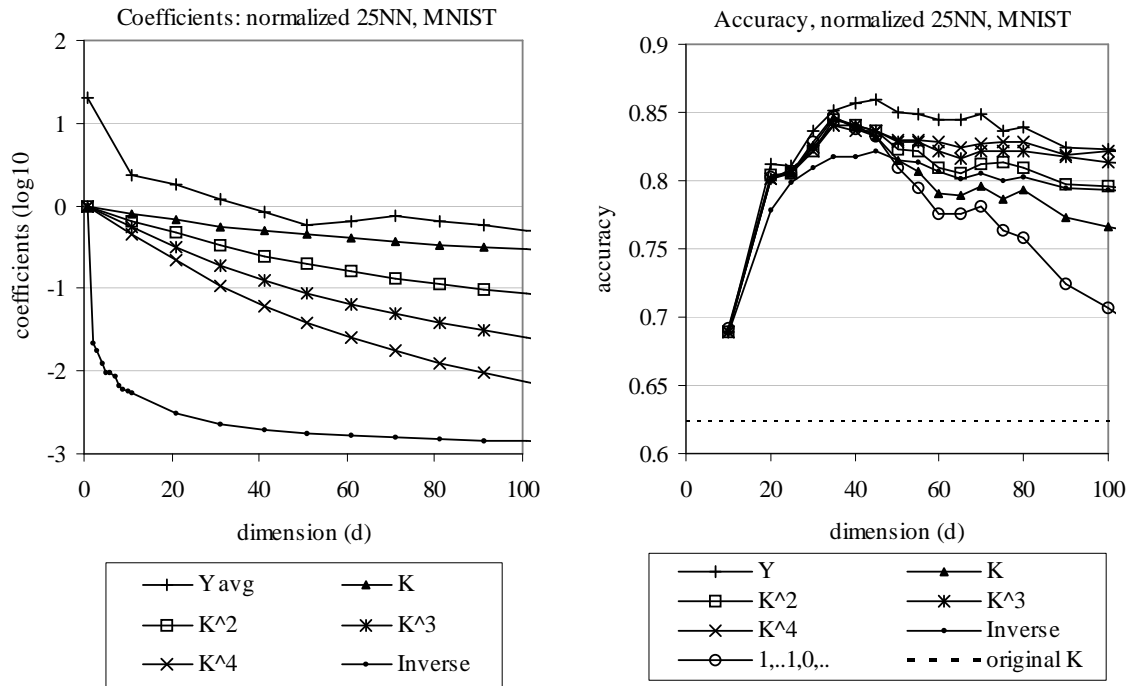 Coefficients: normalized 25NN, MNIST
2
1
0
-1
-2
-3
coefficients (log10
0 20 40 60 80 100
dimension (d)
Y avg K
K^2 K^3
K^4 Inverse
Accuracy, normalized 25NN, MNIST
0.9
0.85
0.8
0.75
0.7
0.65
0.6
accuracy
0 20 40 60 80 100
dimension (d)
Y K
K^2 K^3
K^4 Inverse
1,..1,0,.. original K